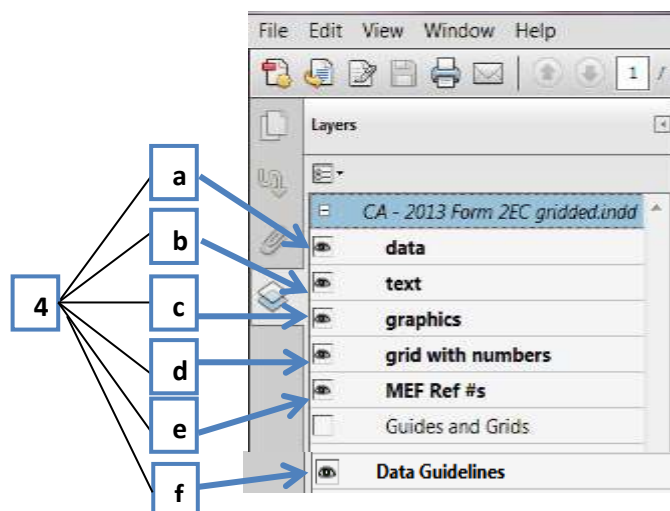 File Edit View Window Help
1 /
Layers
a
b
4
c
d
e
f
CA - 2013 Form 2EC gridded.indd
data
text
graphics
grid with numbers
MEF Ref #s
Guides and Grids
Data Guidelines